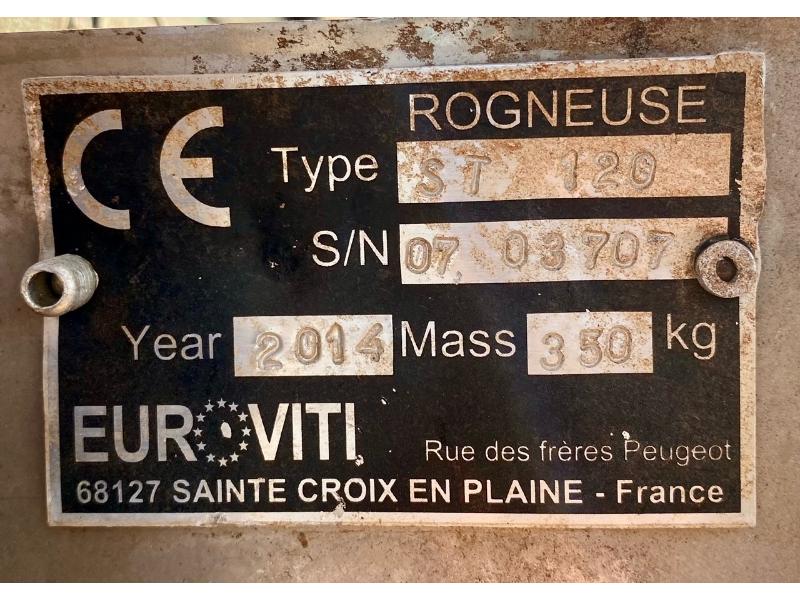 CE
ROGNEUSE
Type ST 120
S/N 07 03707
Year 2014 Mass 350 kg
EUROVITI
Rue des frères Peugeot
68127 SAINTE CROIX EN PLAINE - France